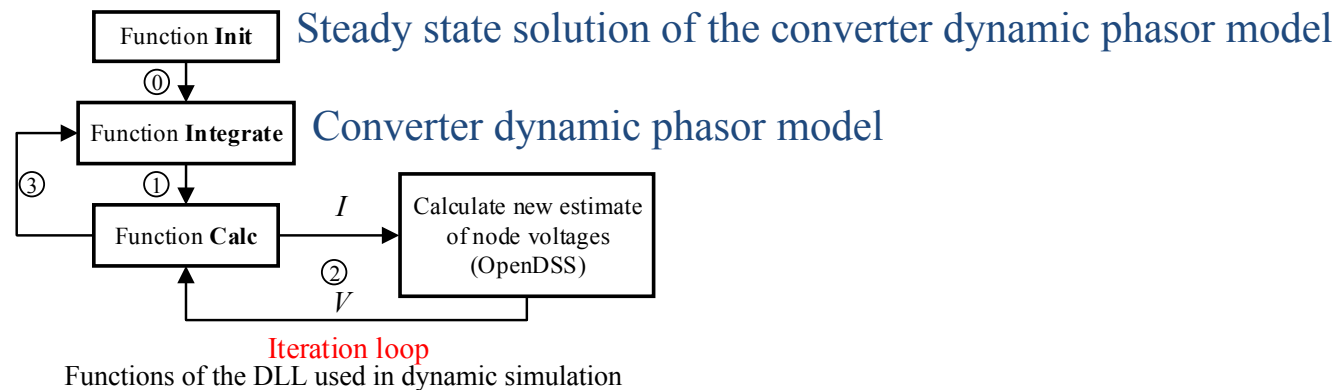 Function Init
Steady state solution of the converter dynamic phasor model
⓪
Function Integrate
Converter dynamic phasor model
③
①
Function Calc
I
Calculate new estimate
of node voltages
(OpenDSS)
②
V
Iteration loop
Functions of the DLL used in dynamic simulation